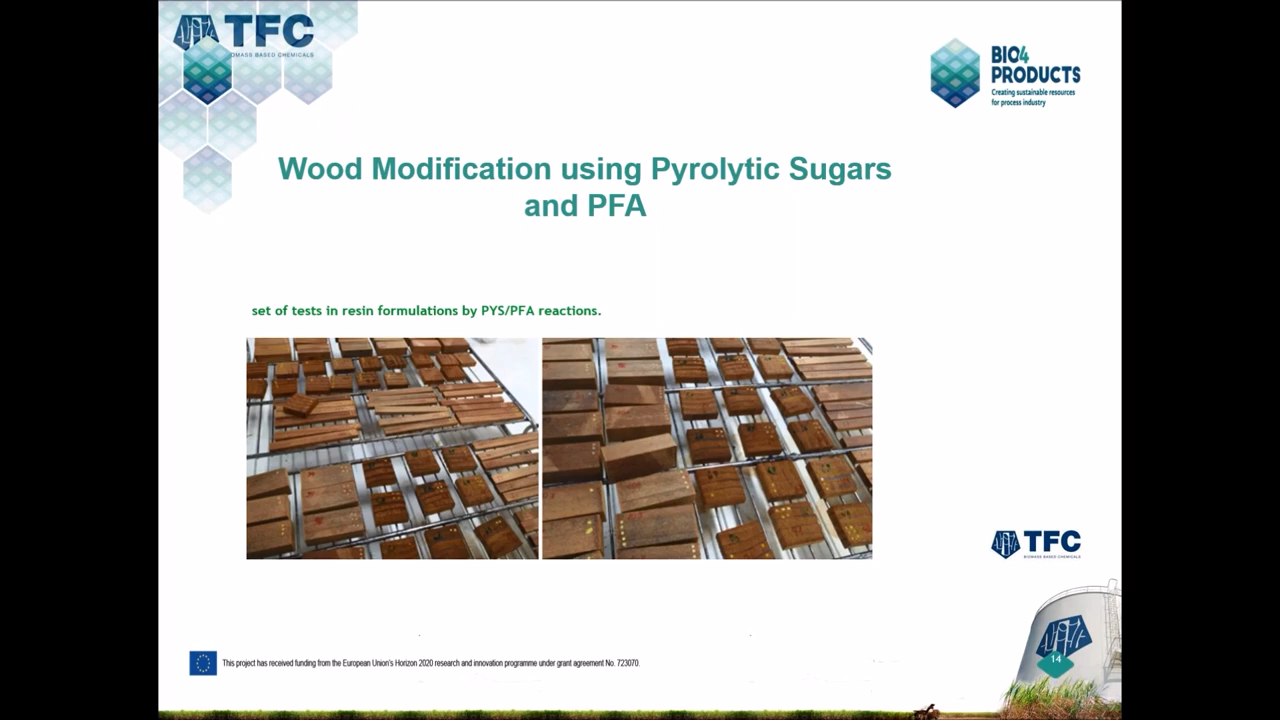 TFC
OMASS BASED CHEMICALS
BIO4
PRODUCTS
Creating sustainable resources
for process industry
Wood Modification using Pyrolytic Sugars
and PFA
set of tests in resin formulations by PYS/PFA reactions.
TFC
BIOMASS BASED CHEMICALS
14
This project has received funding from the European Union's Horizon 2020 research and innovation programme under grant agreement No. 723070.